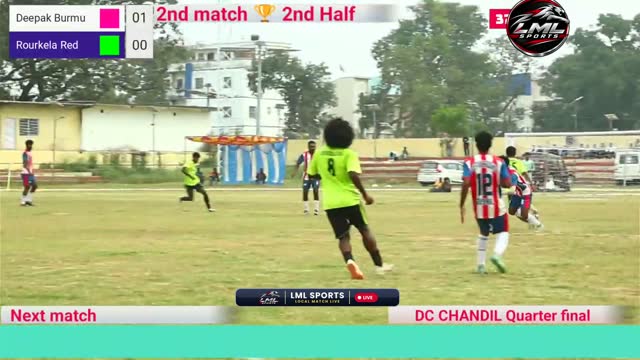 Deepak Burmu 01
Rourkela Red 00
2nd match 🏆 2nd Half
LML
SPORTS
8
12
LML SPORTS
LOCAL MATCH LIVE
LIVE
Next match
DC CHANDIL Quarter final